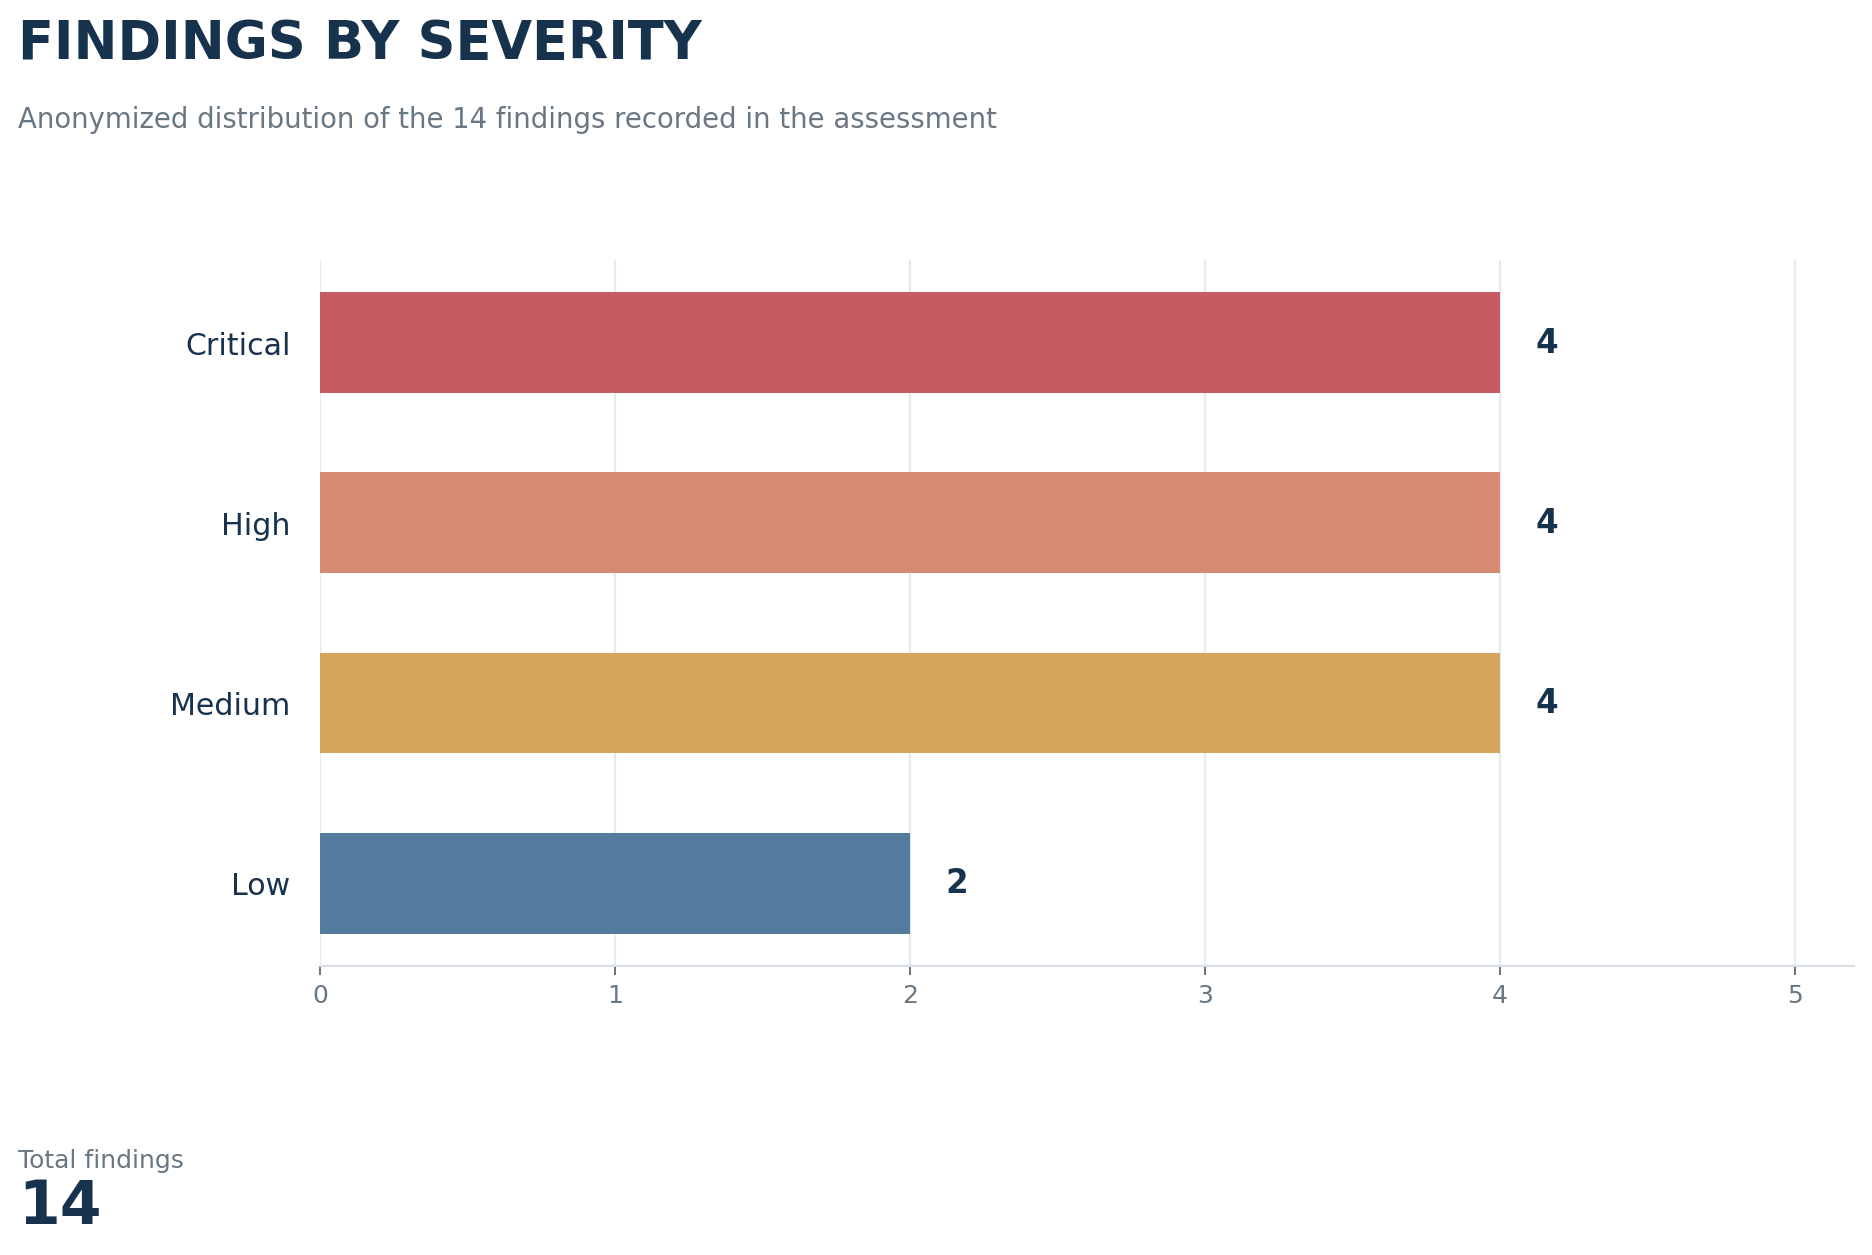 FINDINGS BY SEVERITY
Anonymized distribution of the 14 findings recorded in the assessment
Critical 4
High 4
Medium 4
Low 2
0 1 2 3 4 5
Total findings
14